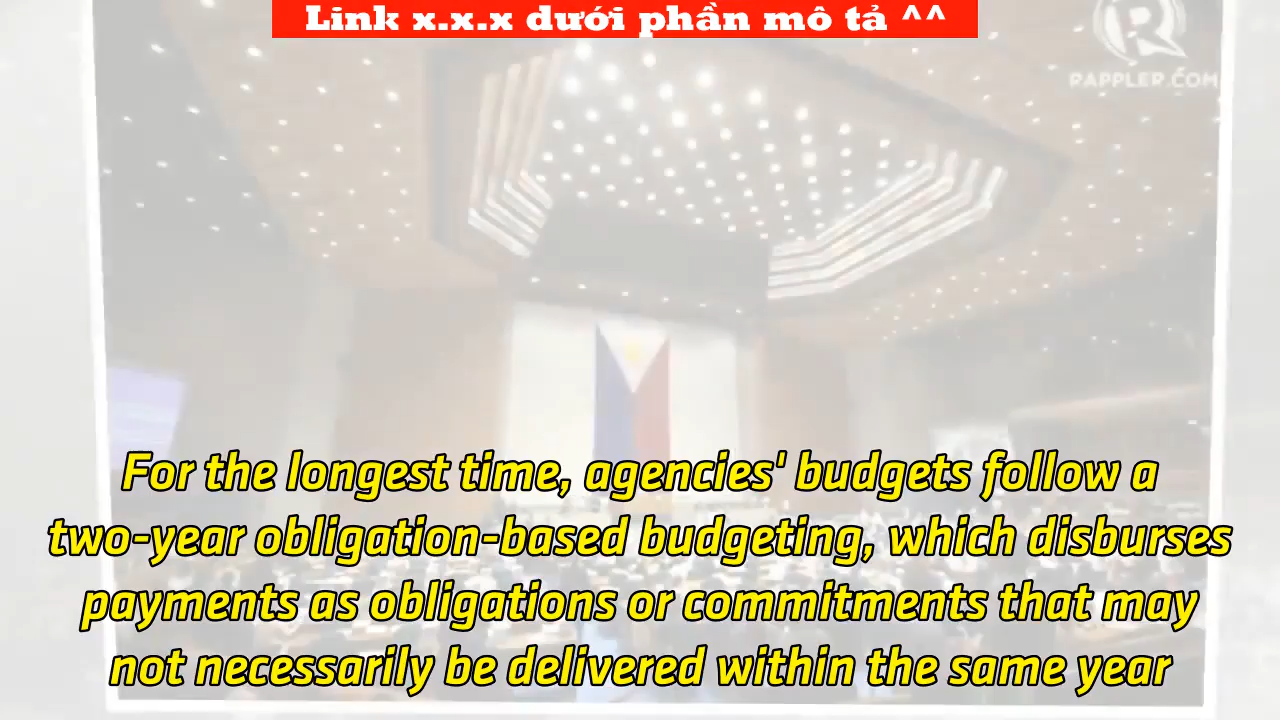 Link x.x.x dưới phần mô tả ^^
RAPPLER.COM
For the longest time, agencies' budgets follow a
two-year obligation-based budgeting, which disburses
payments as obligations or commitments that may
not necessarily be delivered within the same year